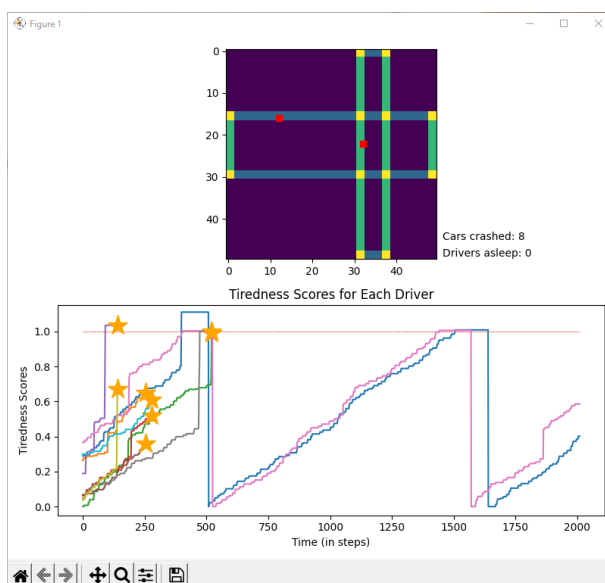 Figure 1
0
10
20
30
40
0 20 40
Cars crashed: 8
Drivers asleep: 0
Tiredness Scores for Each Driver
1.0
0.8
0.6
0.4
0.2
0.0
Tiredness Scores
0 250 500 750 1000 1250 1500 1750 2000
Time (in steps)